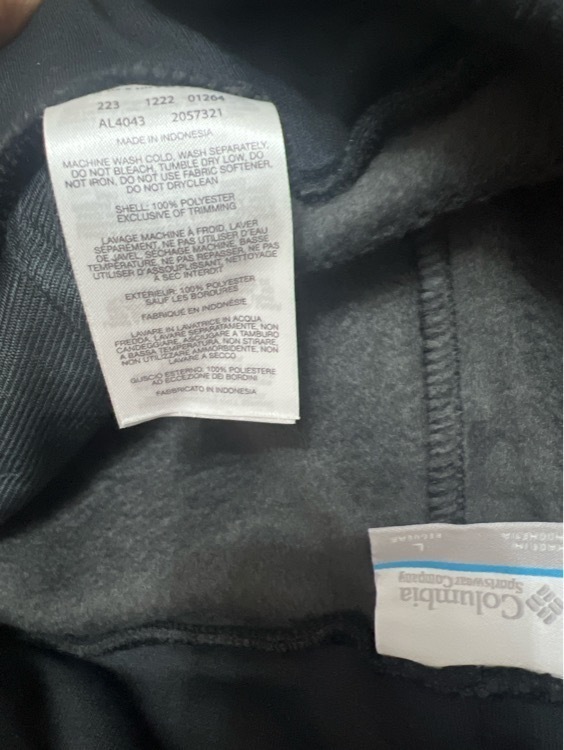 223 1222 01264
AL4043 2057321
MADE IN INDONESIA
MACHINE WASH COLD, WASH SEPARATELY,
DO NOT BLEACH, TUMBLE DRY LOW, DO
NOT IRON, DO NOT USE FABRIC SOFTENER,
DO NOT DRYCLEAN
SHELL: 100% POLYESTER
EXCLUSIVE OF TRIMMING
LAVAGE MACHINE À FROID, LAVER
SÉPARÉMENT, NE PAS UTILISER D'EAU
DE JAVEL, SÉCHAGE MACHINE, BASSE
TEMPÉRATURE, NE PAS REPASSER, NE PAS
UTILISER D'ASSOUPLISSANT, NETTOYAGE
À SEC INTERDIT
EXTÉRIEUR: 100% POLYESTER
SAUF LES BORDURES
FABRIQUÉ EN INDONÉSIE
LAVARE IN LAVATRICE IN ACQUA
FREDDA, LAVARE SEPARATAMENTE, NON
CANDEGGIARE, ASCIUGARE A TAMBURO
A BASSA TEMPERATURA, NON STIRARE,
NON UTILIZZARE AMMORBIDENTE, NON
LAVARE A SECCO
GUSCIO ESTERNO: 100% POLIESTERE
AD ECCEZIONE DEI BORDINI
FABBRICATO IN INDONESIA
Columbia
Sportswear Company
L
REGULAR
MADE IN